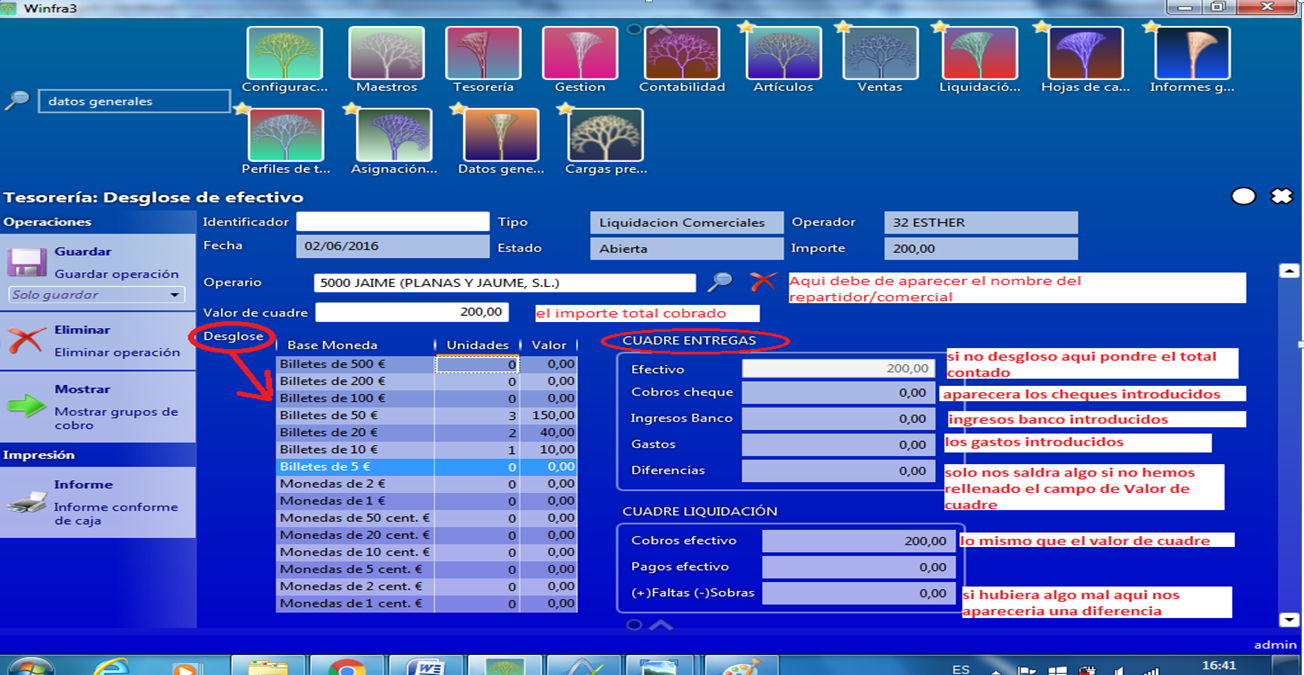 Winfra3
Configurac...
Maestros
Tesorería
Gestion
Contabilidad
Artículos
Ventas
Liquidació...
Hojas de ca...
Informes g...
datos generales
Perfiles de t...
Asignación...
Datos gene...
Cargas pre...
Tesorería: Desglose de efectivo
Operaciones
Guardar
Guardar operación
Solo guardar
Eliminar
Eliminar operación
Mostrar
Mostrar grupos de
cobro
Impresión
Informe
Informe conforme
de caja
Identificador
Tipo Liquidacion Comerciales
Operador 32 ESTHER
Fecha 02/06/2016
Estado Abierta
Importe 200,00
Operario 5000 JAIME (PLANAS Y JAUME, S.L.)
Aqui debe de aparecer el nombre del
repartidor/comercial
Valor de cuadre 200,00
el importe total cobrado
Desglose
Base Moneda Unidades Valor
Billetes de 500 € 0 0,00
Billetes de 200 € 0 0,00
Billetes de 100 € 0 0,00
Billetes de 50 € 3 150,00
Billetes de 20 € 2 40,00
Billetes de 10 € 1 10,00
Billetes de 5 € 0 0,00
Monedas de 2 € 0 0,00
Monedas de 1 € 0 0,00
Monedas de 50 cent. € 0 0,00
Monedas de 20 cent. € 0 0,00
Monedas de 10 cent. € 0 0,00
Monedas de 5 cent. € 0 0,00
Monedas de 2 cent. € 0 0,00
Monedas de 1 cent. € 0 0,00
CUADRE ENTREGAS
Efectivo 200,00
si no desgloso aqui pondre el total
contado
Cobros cheque 0,00
aparecera los cheques introducidos
Ingresos Banco 0,00
ingresos banco introducidos
Gastos 0,00
los gastos introducidos
Diferencias 0,00
solo nos saldra algo si no hemos
rellenado el campo de Valor de
cuadre
CUADRE LIQUIDACIÓN
Cobros efectivo 200,00
lo mismo que el valor de cuadre
Pagos efectivo 0,00
(+)Faltas (-)Sobras 0,00
si hubiera algo mal aqui nos
apareceria una diferencia
admin
ES
16:41